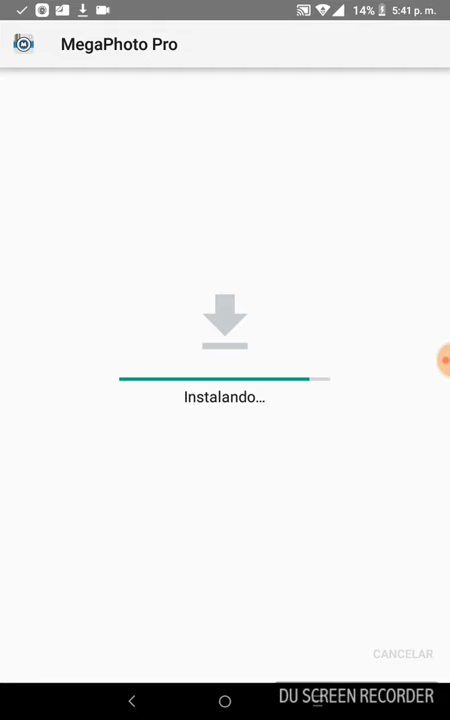 14% 5:41 p. m.
MegaPhoto Pro
Instalando...
CANCELAR
DU SCREEN RECORDER